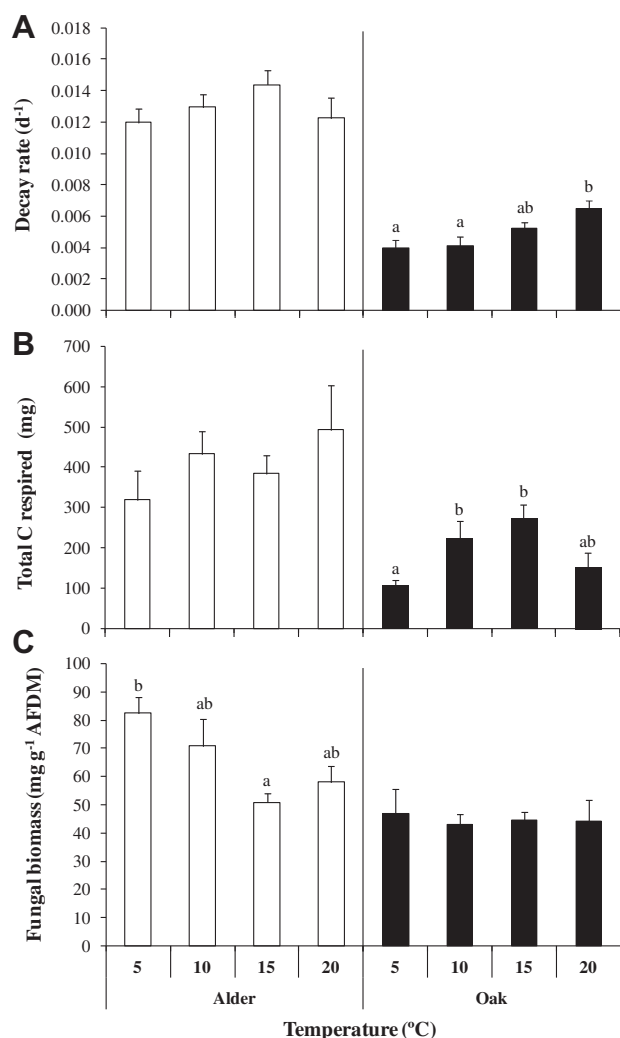 A
0.018
0.016
0.014
0.012
0.010
0.008
0.006
0.004
0.002
0.000
Decay rate (d-1)
a a ab b
B
700
600
500
400
300
200
100
0
Total C respired (mg)
a b b ab
C
100
90
80
70
60
50
40
30
20
10
0
Fungal biomass (mg g-1 AFDM)
b ab a ab
5 10 15 20 5 10 15 20
Alder Oak
Temperature (ºC)